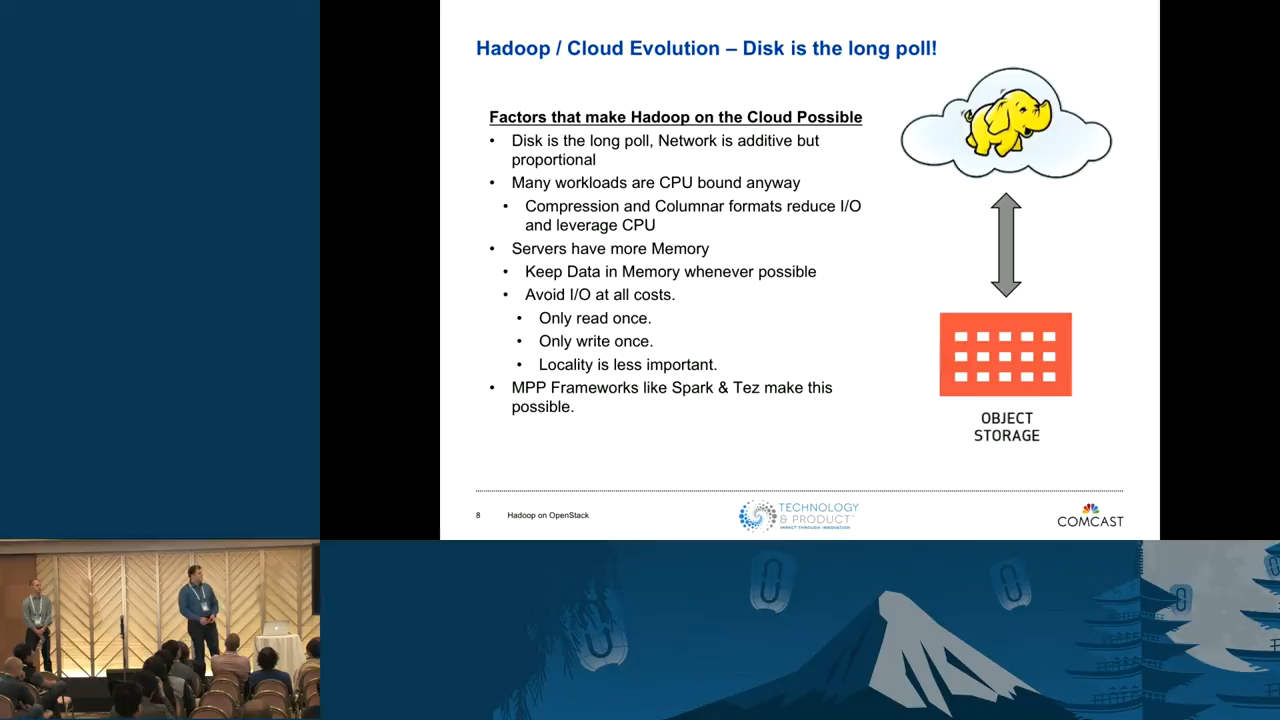 Hadoop / Cloud Evolution – Disk is the long poll!
Factors that make Hadoop on the Cloud Possible
• Disk is the long poll, Network is additive but
proportional
• Many workloads are CPU bound anyway
• Compression and Columnar formats reduce I/O
and leverage CPU
• Servers have more Memory
• Keep Data in Memory whenever possible
• Avoid I/O at all costs.
• Only read once.
• Only write once.
• Locality is less important.
• MPP Frameworks like Spark & Tez make this
possible.
OBJECT
STORAGE
8 Hadoop on OpenStack
TECHNOLOGY
& PRODUCT
IMPACT THROUGH INNOVATION
COMCAST